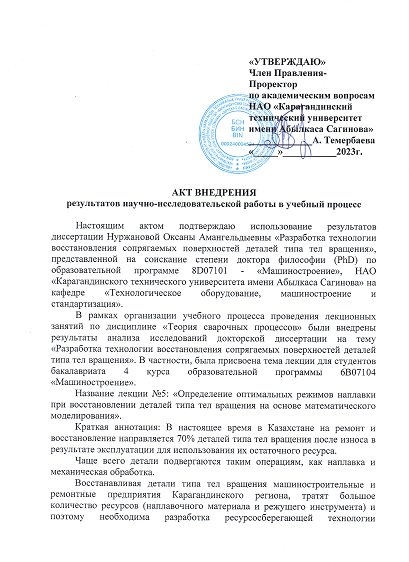 «УТВЕРЖДАЮ»
Член Правления-
Проректор
по академическим вопросам
НАО «Карагандинский
технический университет
имени Абылкаса Сагинова»
А. Темербаева
«_____»___________2023г.
БСН
БИН
BIN
АКТ ВНЕДРЕНИЯ
результатов научно-исследовательской работы в учебный процесс
Настоящим актом подтверждаю использование результатов
диссертации Нуржановой Оксаны Амангельдыевны «Разработка технологии
восстановления сопрягаемых поверхностей деталей типа тел вращения»,
представленной на соискание степени доктора философии (PhD) по
образовательной программе 8D07101 - «Машиностроение», НАО
«Карагандинского технического университета имени Абылкаса Сагинова» на
кафедре «Технологическое оборудование, машиностроение и
стандартизация».
В рамках организации учебного процесса проведения лекционных
занятий по дисциплине «Теория сварочных процессов» были внедрены
результаты анализа исследований докторской диссертации на тему
«Разработка технологии восстановления сопрягаемых поверхностей деталей
типа тел вращения». В частности, была присвоена тема лекции для студентов
бакалавриата 4 курса образовательной программы 6В07104
«Машиностроение».
Название лекции №5: «Определение оптимальных режимов наплавки
при восстановлении деталей типа тел вращения на основе математического
моделирования».
Краткая аннотация: В настоящее время в Казахстане на ремонт и
восстановление направляется 70% деталей типа тел вращения после износа в
результате эксплуатации для использования их остаточного ресурса.
Чаще всего детали подвергаются таким операциям, как наплавка и
механическая обработка.
Восстанавливая детали типа тел вращения машиностроительные и
ремонтные предприятия Карагандинского региона, тратят большое
количество ресурсов (наплавочного материала и режущего инструмента) и
поэтому необходима разработка ресурсосберегающей технологии